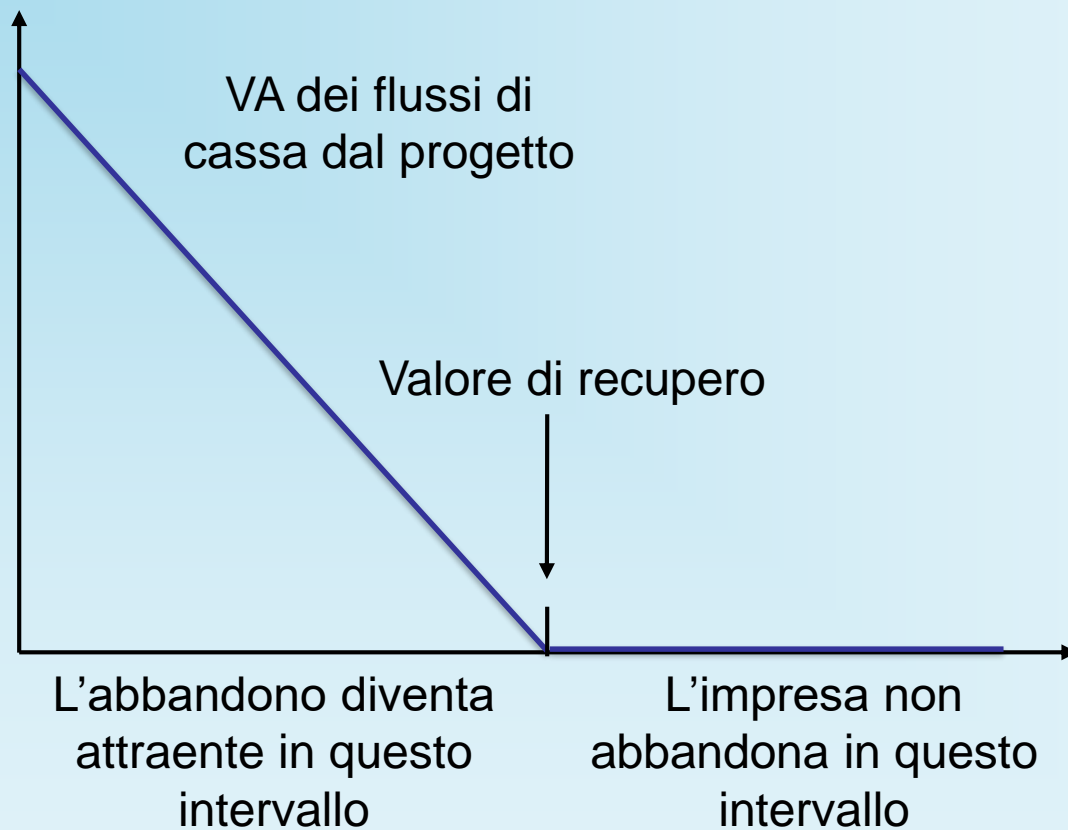 VA dei flussi di
cassa dal progetto
Valore di recupero
L'abbandono diventa
attraente in questo
intervallo
L'impresa non
abbandona in questo
intervallo